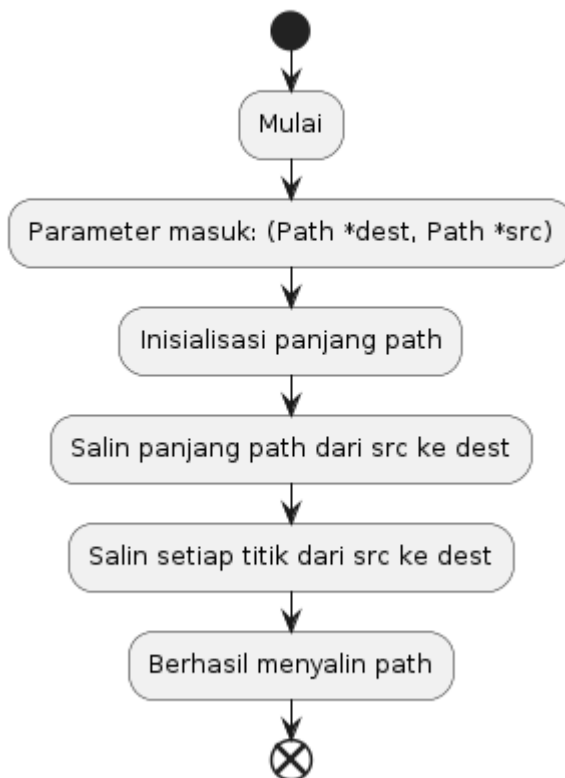 Mulai
Parameter masuk: (Path *dest, Path *src)
Inisialisasi panjang path
Salin panjang path dari src ke dest
Salin setiap titik dari src ke dest
Berhasil menyalin path